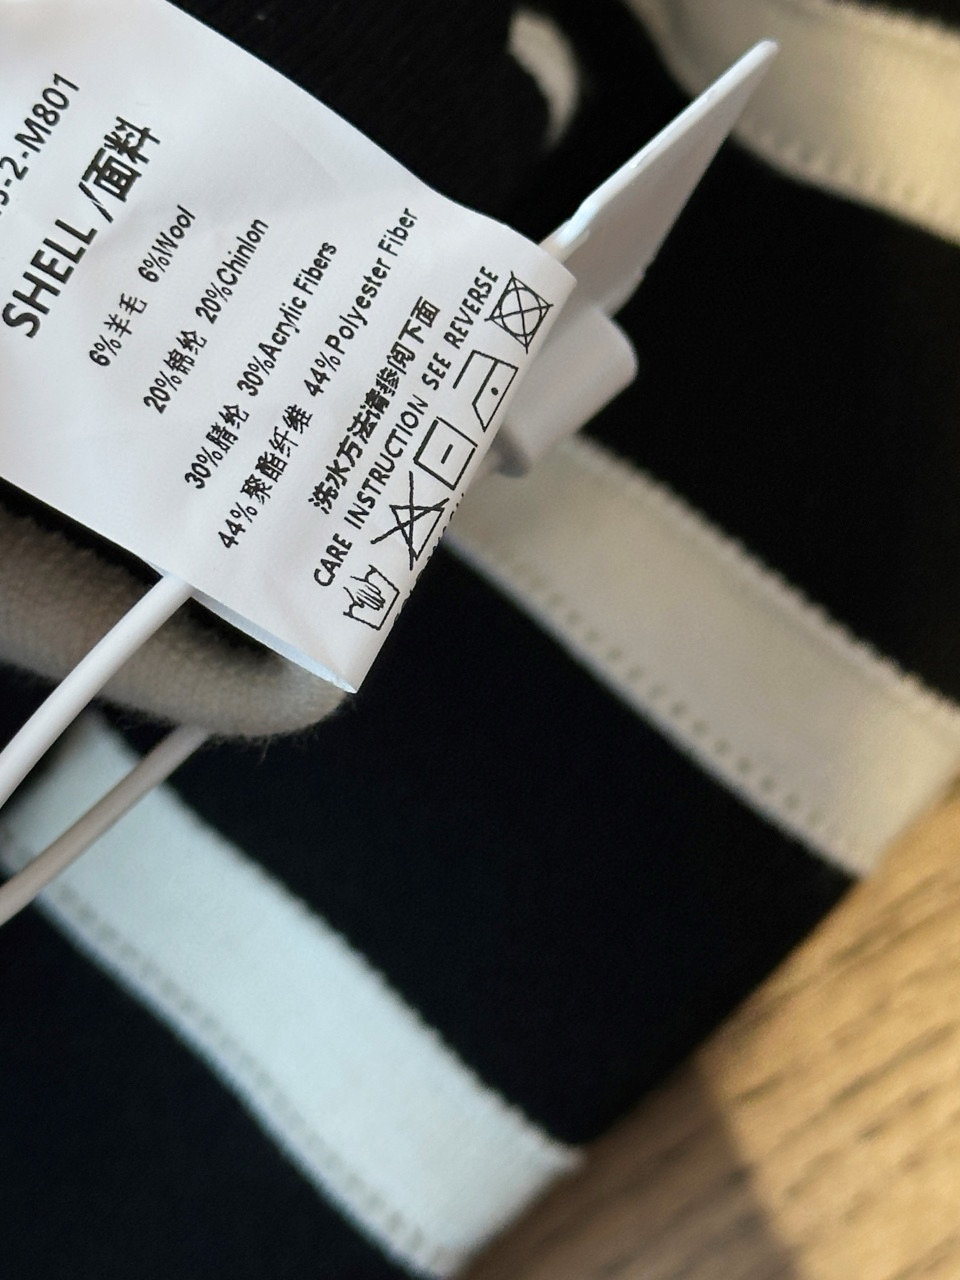 -2-M801
SHELL /面料
6%羊毛 6%Wool
20%锦纶 20%Chinlon
30%腈纶 30%Acrylic Fibers
44%聚酯纤维 44%Polyester Fiber
洗水方法请参阅下面
CARE INSTRUCTION SEE REVERSE